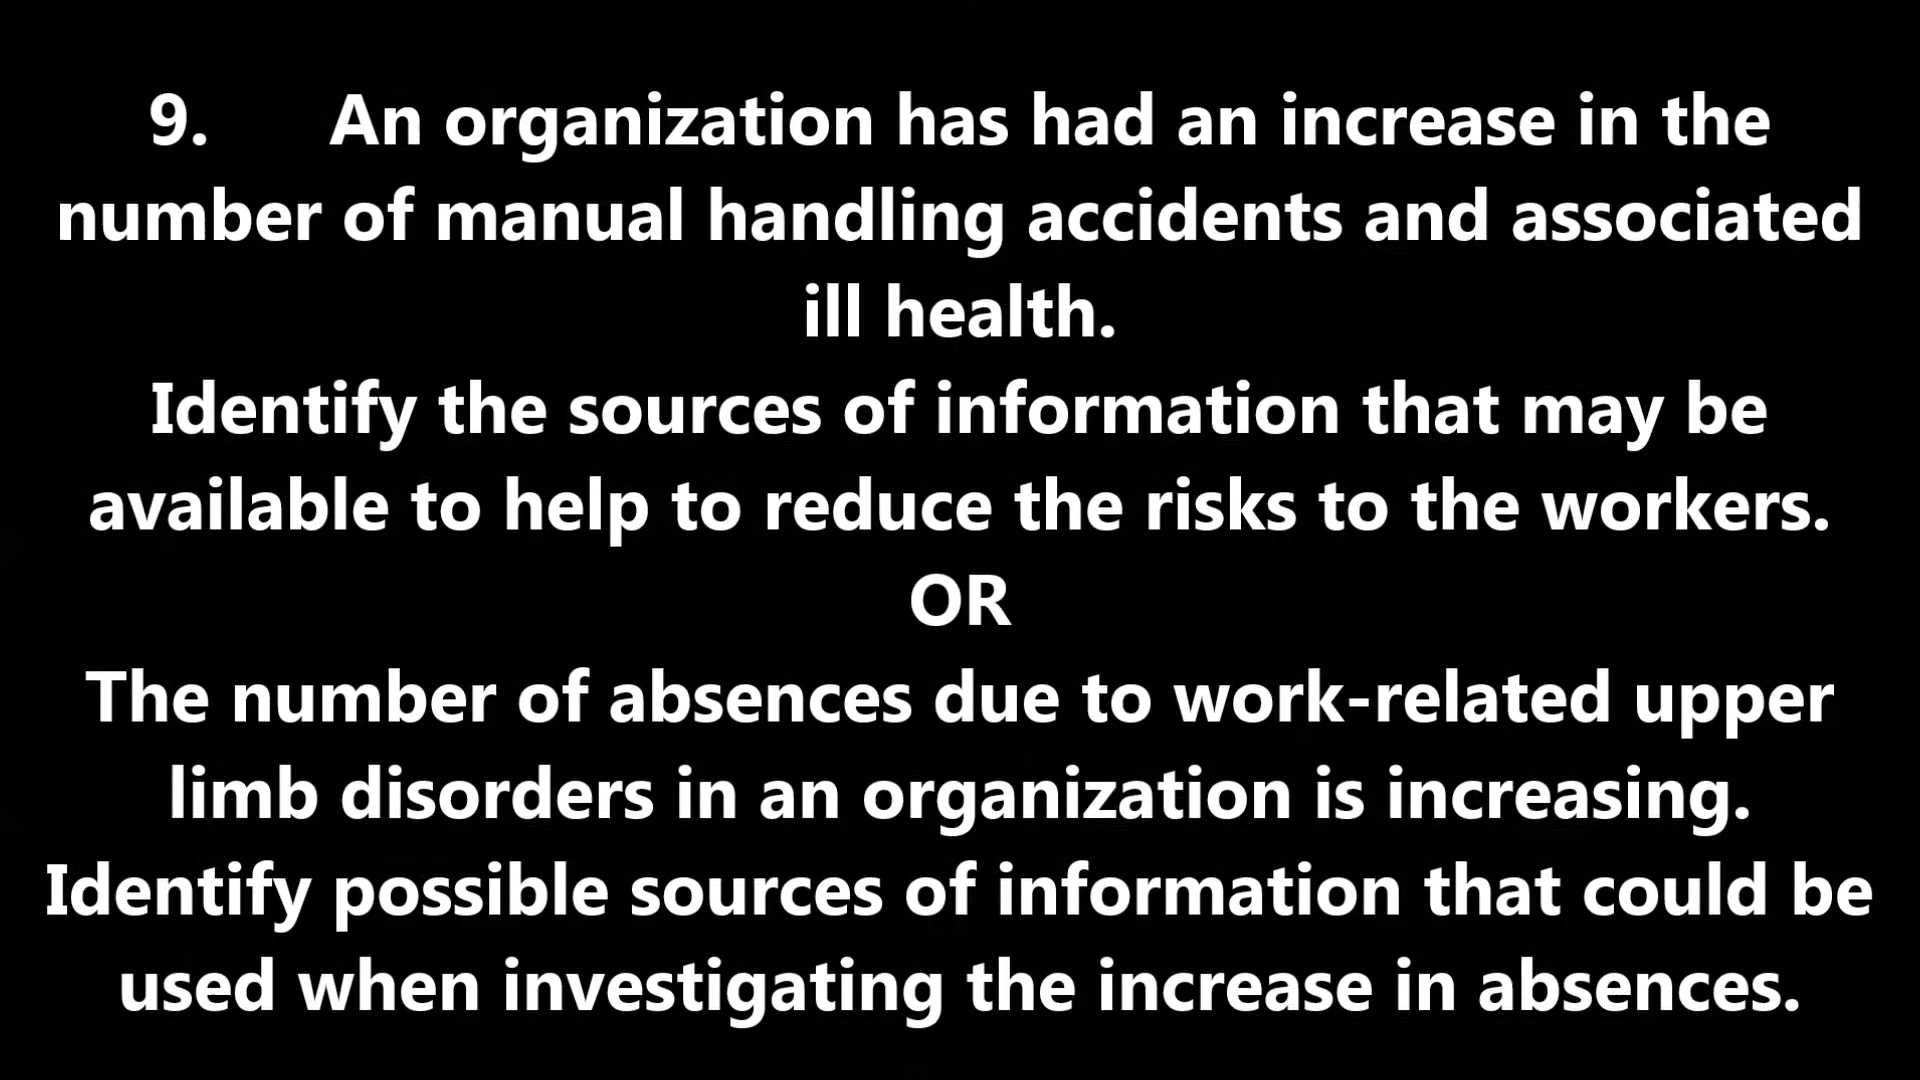 9. An organization has had an increase in the
number of manual handling accidents and associated
ill health.
Identify the sources of information that may be
available to help to reduce the risks to the workers.
OR
The number of absences due to work-related upper
limb disorders in an organization is increasing.
Identify possible sources of information that could be
used when investigating the increase in absences.